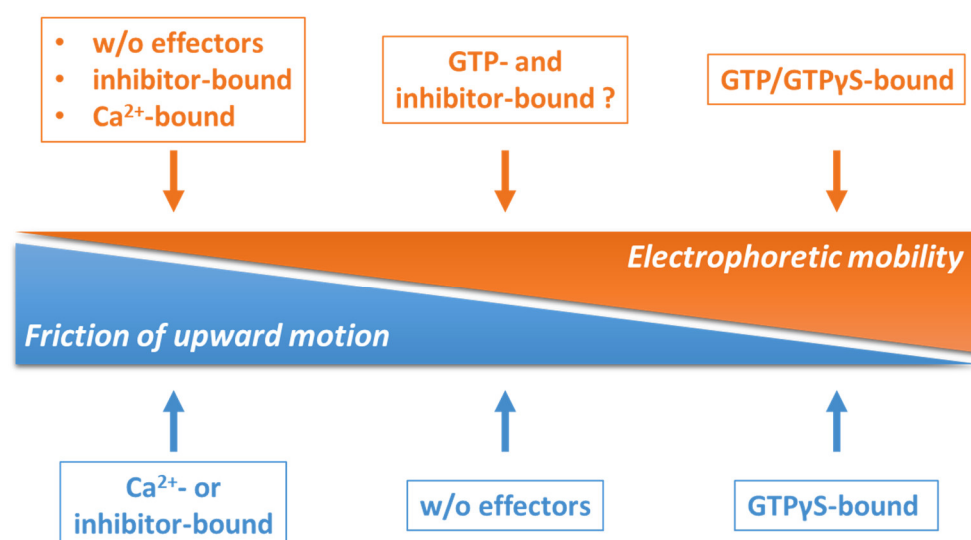 • w/o effectors
• inhibitor-bound
• Ca²⁺-bound
GTP- and
inhibitor-bound ?
GTP/GTPγS-bound
Electrophoretic mobility
Friction of upward motion
Ca²⁺- or
inhibitor-bound
w/o effectors
GTPγS-bound